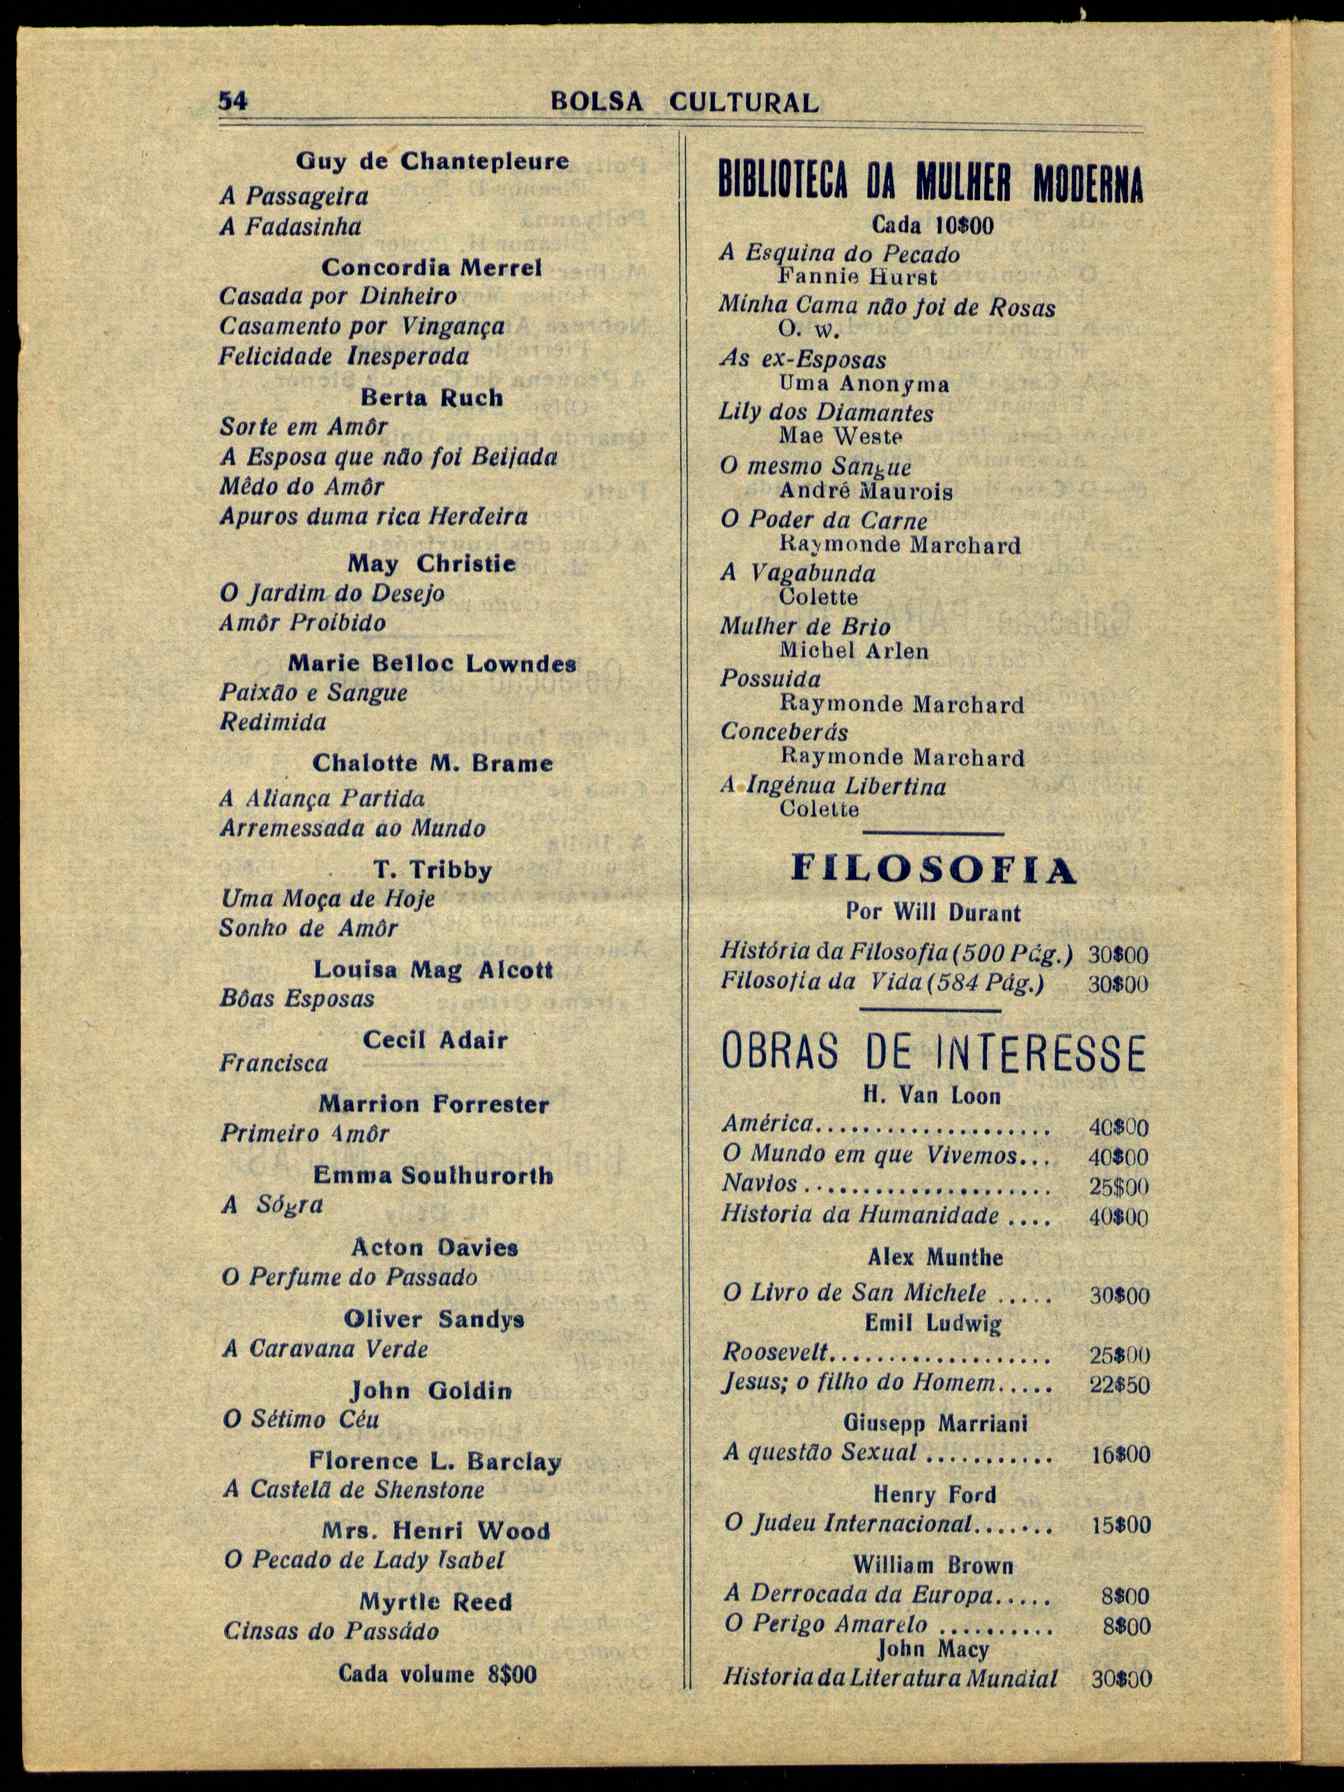 54
BOLSA CULTURAL
Guy de Chantepleure
A Passageira
A Fadasinha
Concordia Merrel
Casada por Dinheiro
Casamento por Vingança
Felicidade Inesperada
Berta Ruch
Sorte em Amôr
A Esposa que não foi Beijada
Mêdo do Amôr
Apuros duma rica Herdeira
May Christie
O Jardim do Desejo
Amôr Proibido
Marie Belloc Lowndes
Paixão e Sangue
Redimida
Chalotte M. Brame
A Aliança Partida
Arremessada ao Mundo
T. Tribby
Uma Moça de Hoje
Sonho de Amôr
Louisa Mag Alcott
Bôas Esposas
Cecil Adair
Francisca
Marrion Forrester
Primeiro Amôr
Emma Soulhurorth
A Sógra
Acton Davies
O Perfume do Passado
Oliver Sandys
A Caravana Verde
John Goldin
O Sétimo Céu
Florence L. Barclay
A Castelã de Shenstone
Mrs. Henri Wood
O Pecado de Lady Isabel
Myrtle Reed
Cinsas do Passádo
Cada volume 8$00
BIBLIOTECA DA MULHER MODERNA
Cada 10$00
A Esquina do Pecado
Fannie Hurst
Minha Cama não foi de Rosas
O. W.
As ex-Esposas
Uma Anonyma
Lily dos Diamantes
Mae Weste
O mesmo Sangue
André Maurois
O Poder da Carne
Raymonde Marchard
A Vagabunda
Colette
Mulher de Brio
Michel Arlen
Possuida
Raymonde Marchard
Conceberás
Raymonde Marchard
A Ingénua Libertina
Colette
FILOSOFIA
Por Will Durant
História da Filosofia (500 Pág.) 30$00
Filosofia da Vida (584 Pág.) 30$00
OBRAS DE INTERESSE
H. Van Loon
América.................... 40$00
O Mundo em que Vivemos... 40$00
Navios ..................... 25$00
Historia da Humanidade .... 40$00
Alex Munthe
O Livro de San Michele ..... 30$00
Emil Ludwig
Roosevelt................... 25$00
Jesus; o filho do Homem..... 22$50
Giusepp Marriani
A questão Sexual ........... 16$00
Henry Ford
O Judeu Internacional....... 15$00
William Brown
A Derrocada da Europa..... 8$00
O Perigo Amarelo .......... 8$00
John Macy
Historia da Literatura Mundial 30$00